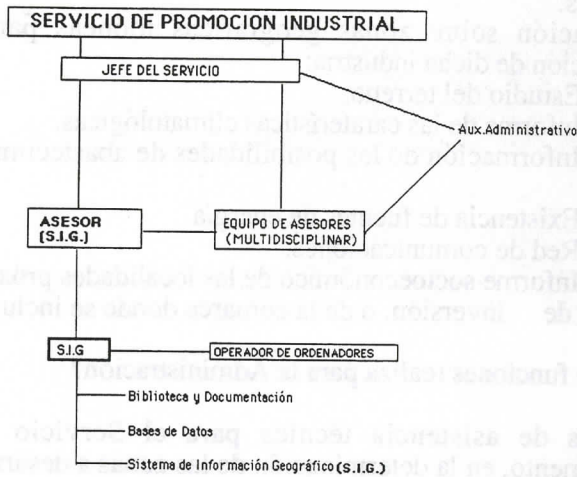 SERVICIO DE PROMOCION INDUSTRIAL
JEFE DEL SERVICIO
Aux.Administrativo
ASESOR
(S.I.G.)
EQUIPO DE ASESORES
(MULTIDISCIPLINAR)
S.I.G
OPERADOR DE ORDENADORES
Biblioteca y Documentación
Bases de Datos
Sistema de Información Geográfico (S.I.G.)